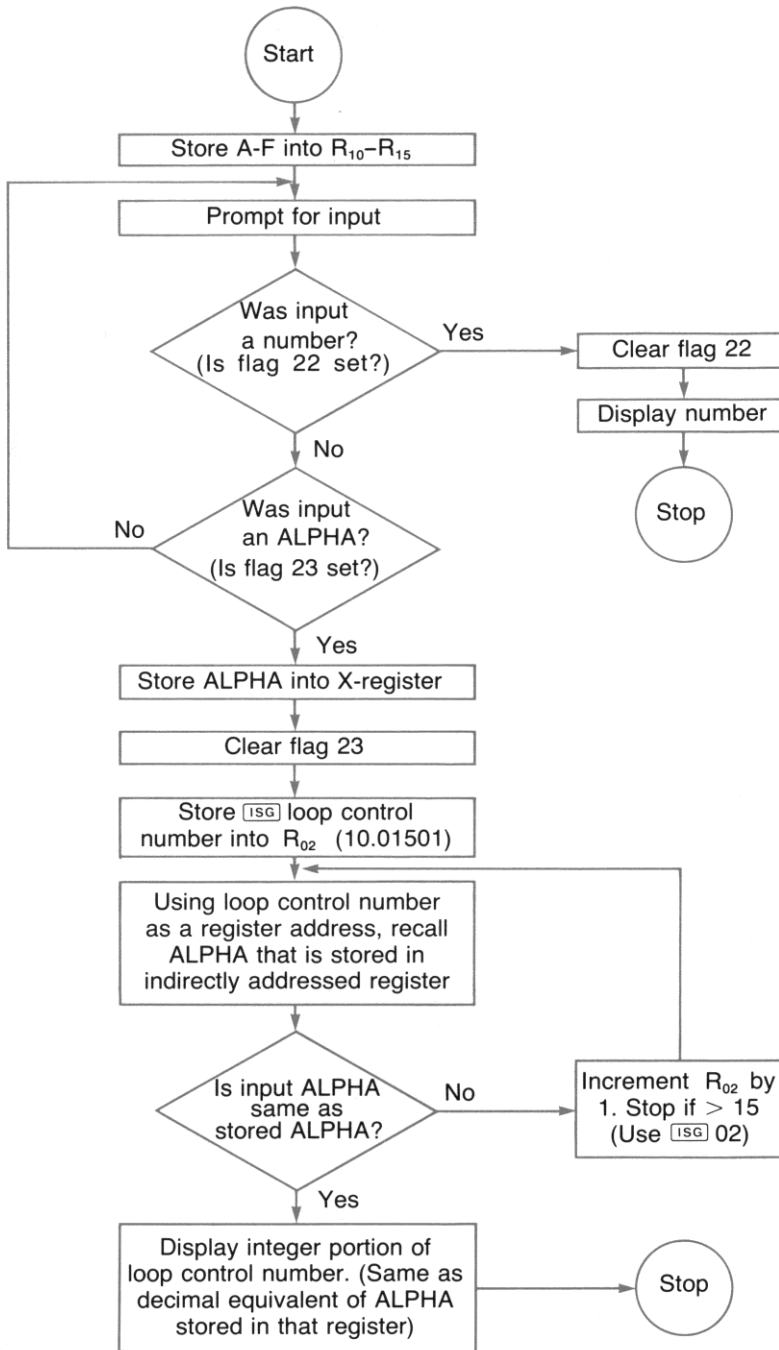 Start
Store A-F into R₁₀–R₁₅
Prompt for input
Was input
a number?
(Is flag 22 set?)
Yes
Clear flag 22
Display number
Stop
No
Was input
an ALPHA?
(Is flag 23 set?)
No
Yes
Store ALPHA into X-register
Clear flag 23
Store ISG loop control
number into R₀₂ (10.01501)
Using loop control number
as a register address, recall
ALPHA that is stored in
indirectly addressed register
Is input ALPHA
same as
stored ALPHA?
No
Increment R₀₂ by
1. Stop if > 15
(Use ISG 02)
Yes
Display integer portion of
loop control number. (Same as
decimal equivalent of ALPHA
stored in that register)
Stop